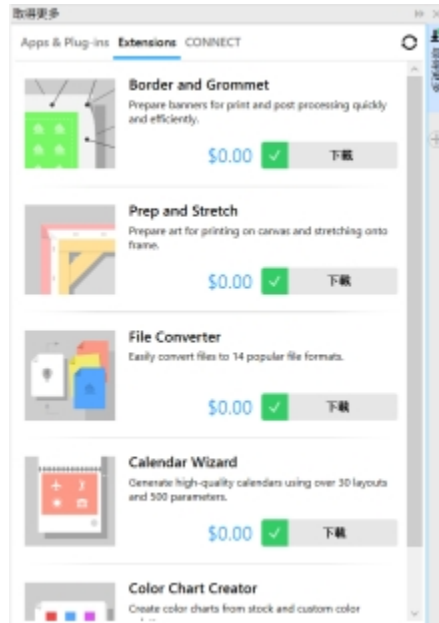 取得更多
Apps & Plug-ins Extensions CONNECT
Border and Grommet
Prepare banners for print and post processing quickly
and efficiently.
$0.00 下載
Prep and Stretch
Prepare art for printing on canvas and stretching onto
frame.
$0.00 下載
File Converter
Easily convert files to 14 popular file formats.
$0.00 下載
Calendar Wizard
Generate high-quality calendars using over 30 layouts
and 500 parameters.
$0.00 下載
Color Chart Creator
Create color charts from stock and custom color